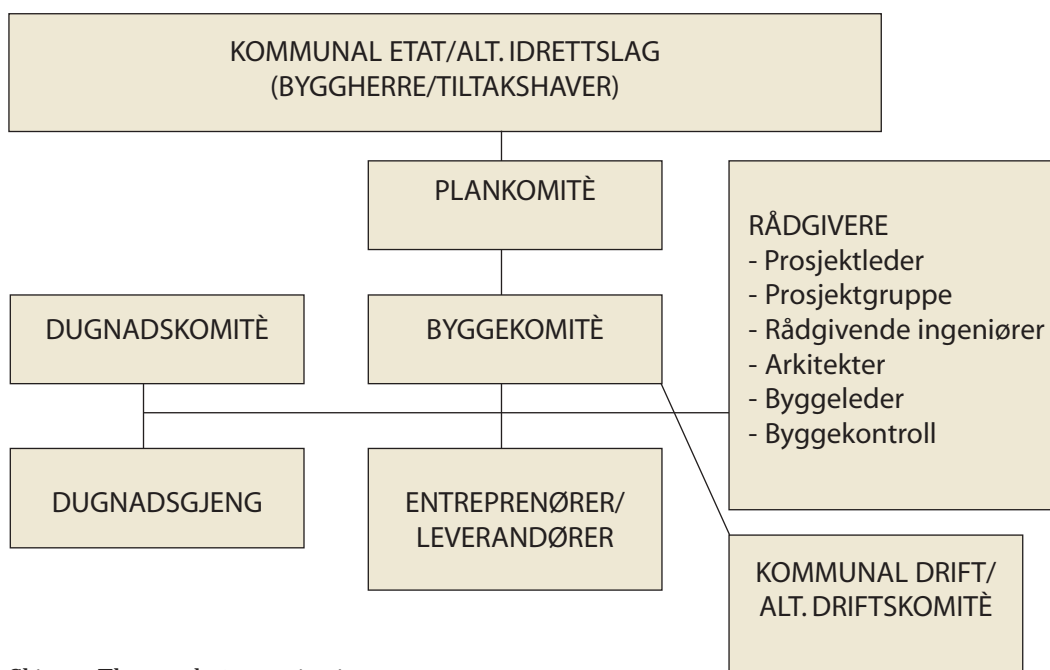 KOMMUNAL ETAT/ALT. IDRETTSLAG
(BYGGHERRE/TILTAKSHAVER)
PLANKOMITÈ
RÅDGIVERE
- Prosjektleder
- Prosjektgruppe
- Rådgivende ingeniører
- Arkitekter
- Byggeleder
- Byggekontroll
DUGNADSKOMITÈ
BYGGEKOMITÈ
DUGNADSGJENG
ENTREPRENØRER/
LEVERANDØRER
KOMMUNAL DRIFT/
ALT. DRIFTSKOMITÈ